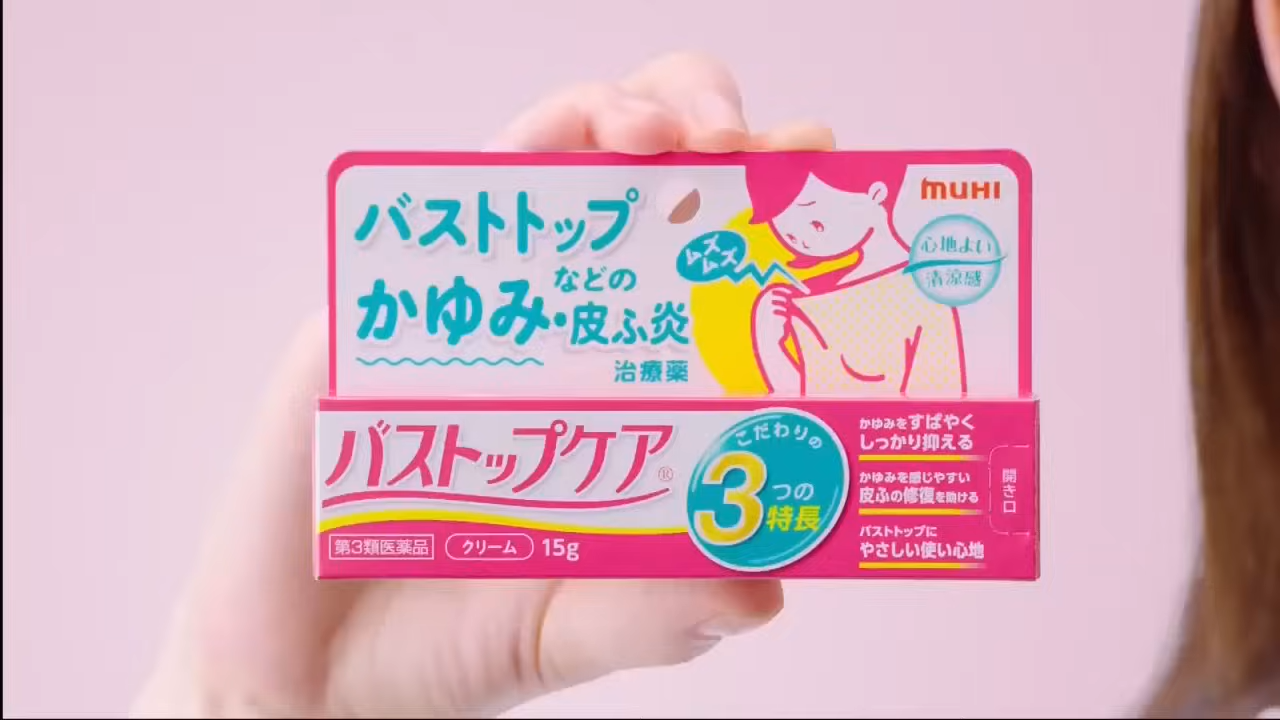 バストトップ
かゆみなどの・皮ふ炎
治療薬
ムズムズ
MUHI
心地よい
清涼感
バストップケア®
第3類医薬品 クリーム 15g
こだわりの
3つの
特長
かゆみをすばやく
しっかり抑える
かゆみを感じやすい
皮ふの修復を助ける
バストトップに
やさしい使い心地
開き口